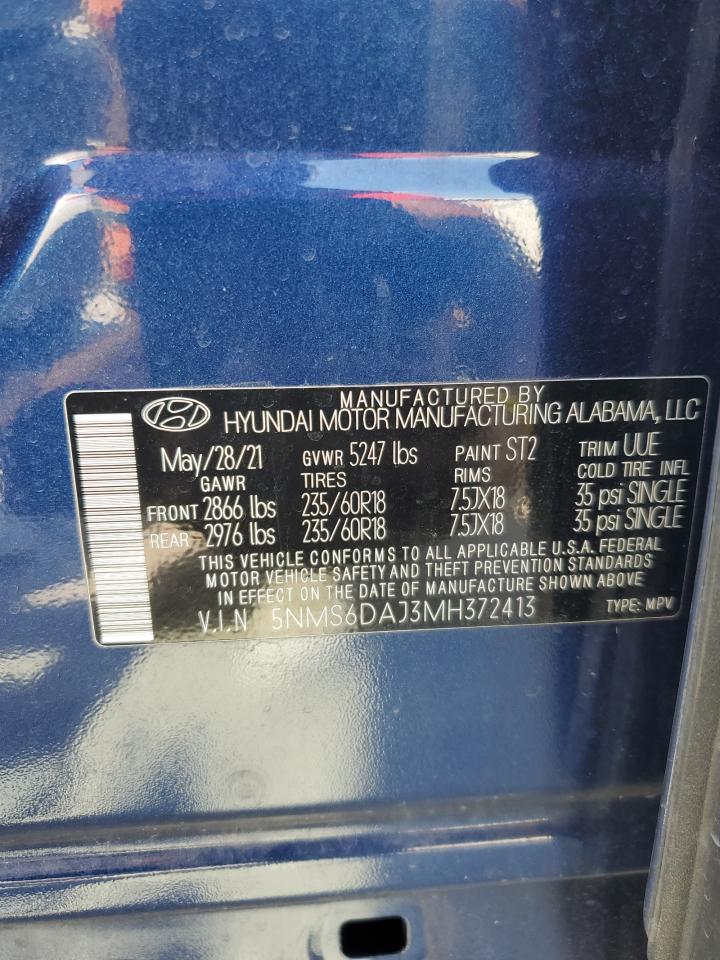 MANUFACTURED BY
HYUNDAI MOTOR MANUFACTURING ALABAMA, LLC
May/28/21 GVWR 5247 lbs PAINT ST2 TRIM UUE
GAWR TIRES RIMS COLD TIRE INFL
FRONT 2866 lbs 235/60R18 7.5JX18 35 psi SINGLE
REAR 2976 lbs 235/60R18 7.5JX18 35 psi SINGLE
THIS VEHICLE CONFORMS TO ALL APPLICABLE U.S.A. FEDERAL
MOTOR VEHICLE SAFETY AND THEFT PREVENTION STANDARDS
IN EFFECT ON THE DATE OF MANUFACTURE SHOWN ABOVE
V.I.N 5NMS6DAJ3MH372413 TYPE: MPV